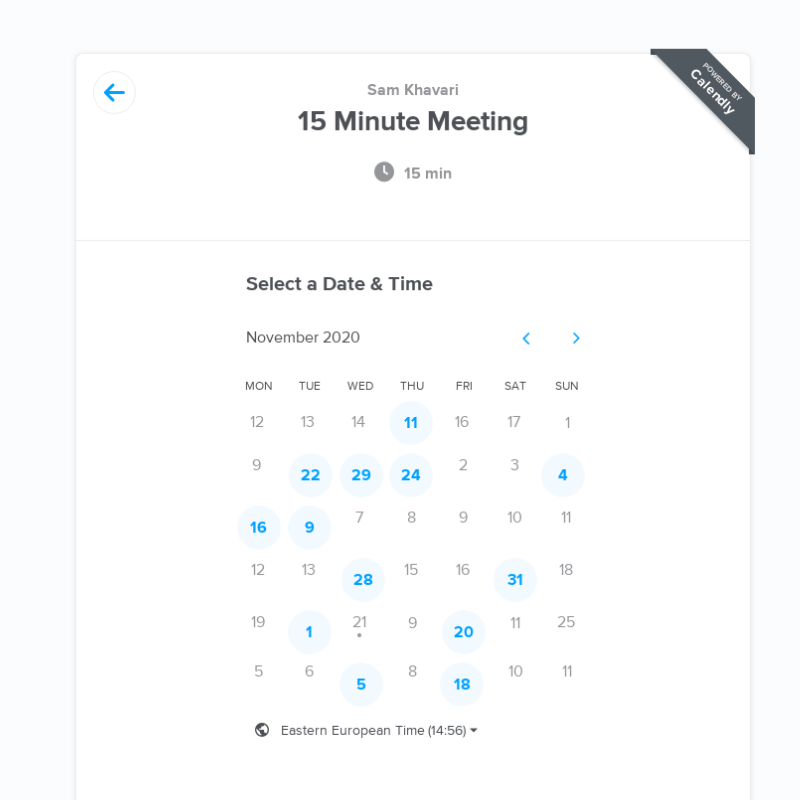 POWERED BY
Calendly
Sam Khavari
15 Minute Meeting
15 min
Select a Date & Time
November 2020
MON TUE WED THU FRI SAT SUN
12 13 14 11 16 17 1
9 22 29 24 2 3 4
16 9 7 8 9 10 11
12 13 28 15 16 31 18
19 1 21 9 20 11 25
5 6 5 8 18 10 11
Eastern European Time (14:56)